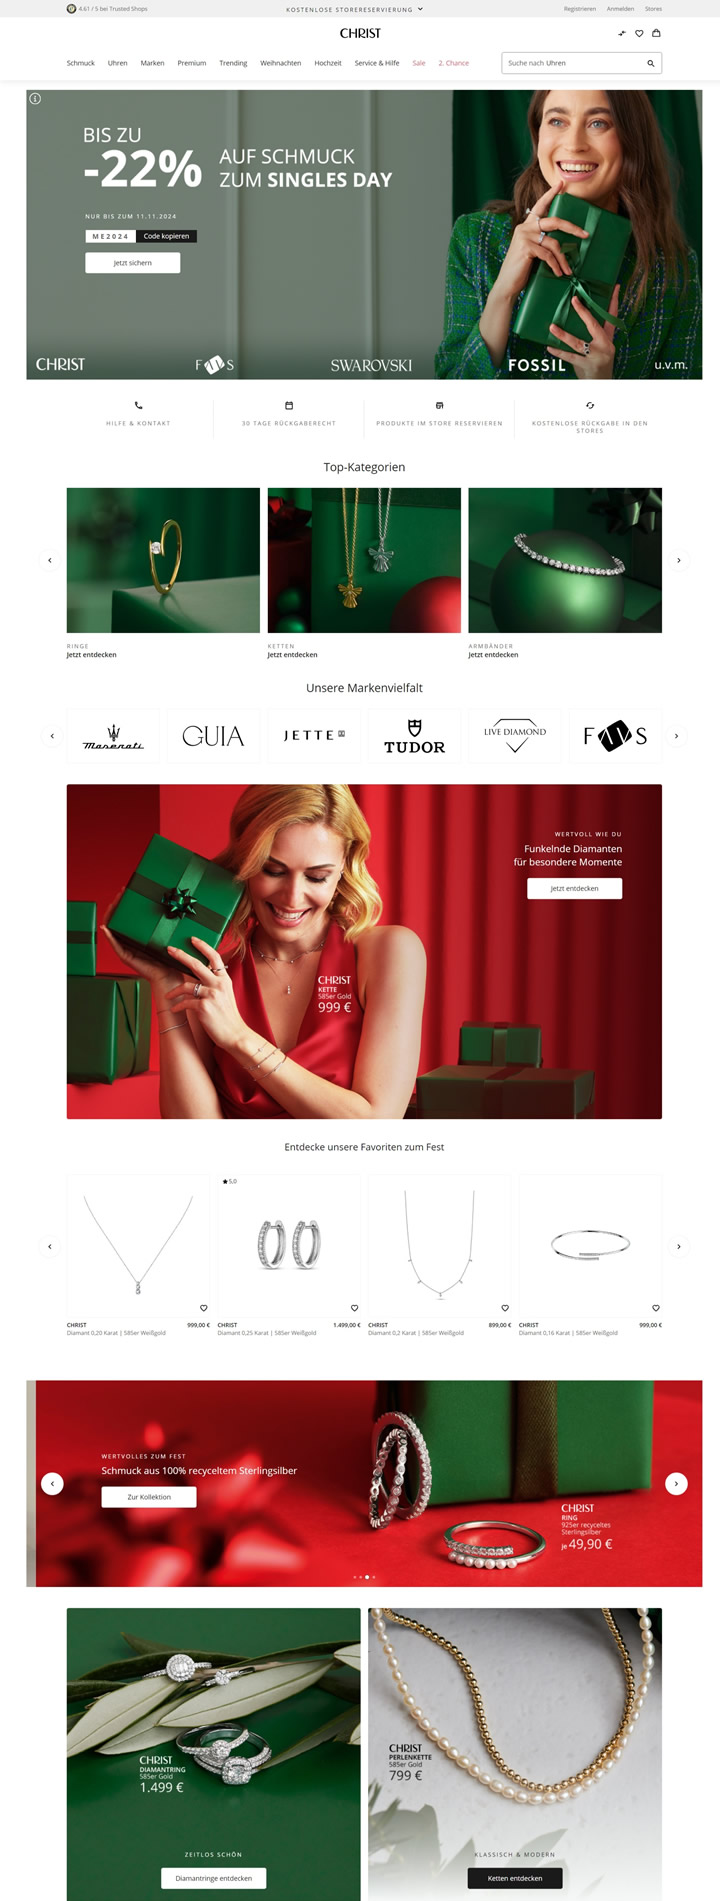 4.61 / 5 bei Trusted Shops
KOSTENLOSE STORERESERVIERUNG
Registrieren Anmelden Stores
CHRIST
Schmuck Uhren Marken Premium Trending Weihnachten Hochzeit Service & Hilfe Sale 2. Chance
Suche nach Uhren
BIS ZU
-22%
AUF SCHMUCK
ZUM SINGLES DAY
NUR BIS ZUM 11.11.2024
ME2024 Code kopieren
Jetzt sichern
CHRIST
SWAROVSKI
FOSSIL
u.v.m.
HILFE & KONTAKT
30 TAGE RÜCKGABERECHT
PRODUKTE IM STORE RESERVIEREN
KOSTENLOSE RÜCKGABE IN DEN
STORES
Top-Kategorien
RINGE
Jetzt entdecken
KETTEN
Jetzt entdecken
ARMBÄNDER
Jetzt entdecken
Unsere Markenvielfalt
Maserati
GUIA
JETTE
TUDOR
LIVE DIAMOND
WERTVOLL WIE DU
Funkelnde Diamanten
für besondere Momente
Jetzt entdecken
CHRIST
KETTE
585er Gold
999 €
Entdecke unsere Favoriten zum Fest
5,0
CHRIST 999,00 €
Diamant 0,20 Karat | 585er Weißgold
CHRIST 1.499,00 €
Diamant 0,25 Karat | 585er Weißgold
CHRIST 899,00 €
Diamant 0,2 Karat | 585er Weißgold
CHRIST 999,00 €
Diamant 0,16 Karat | 585er Weißgold
WERTVOLLES ZUM FEST
Schmuck aus 100% recyceltem Sterlingsilber
Zur Kollektion
CHRIST
RING
925er recyceltes
Sterlingsilber
je 49,90 €
CHRIST
DIAMANTRING
585er Gold
1.499 €
ZEITLOS SCHÖN
Diamantringe entdecken
CHRIST
PERLENKETTE
585er Gold
799 €
KLASSISCH & MODERN
Ketten entdecken